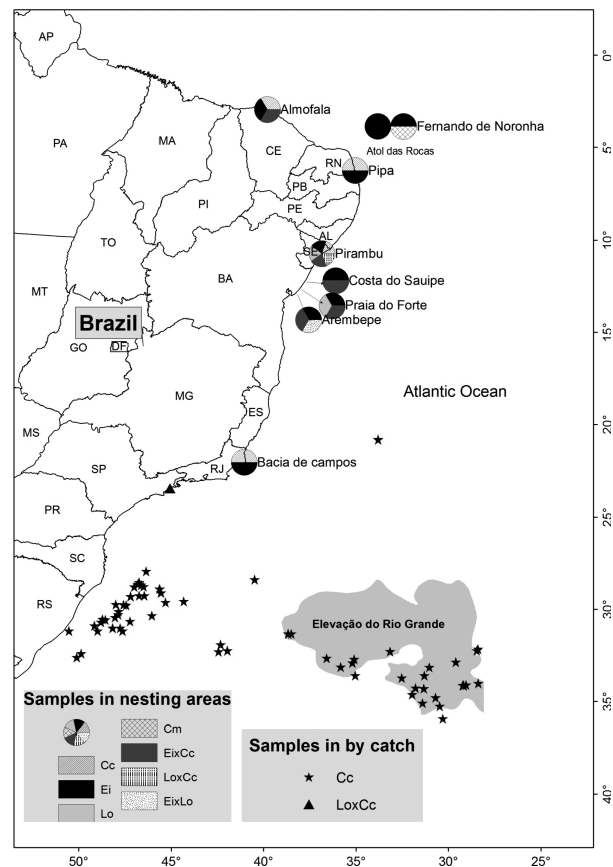 AP
0°
Almofala
Fernando de Noronha
PA
MA
CE
Atol das Rocas
5°
RN
Pipa
PB
PI
PE
TO
AL
10°
SE
Pirambu
BA
Costa do Sauipe
MT
Praia do Forte
Brazil
Arembepe
15°
GO
DF
MG
Atlantic Ocean
ES
20°
MS
SP
Bacia de campos
RJ
PR
25°
SC
RS
30°
Elevação do Rio Grande
Samples in nesting areas
35°
Cm
Samples in by catch
Cc
EixCc
Cc
Ei
LoxCc
LoxCc
Lo
EixLo
40°
50° 45° 40° 35° 30° 25°